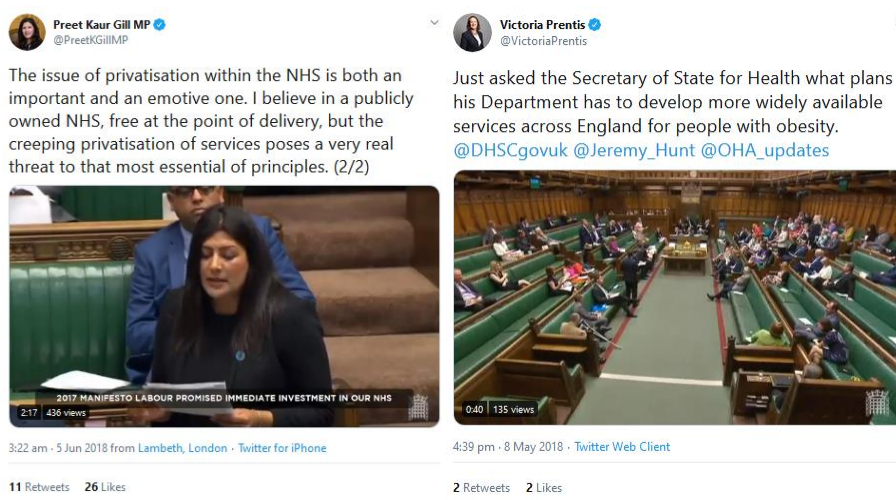 Preet Kaur Gill MP
@PreetKGillMP
The issue of privatisation within the NHS is both an
important and an emotive one. I believe in a publicly
owned NHS, free at the point of delivery, but the
creeping privatisation of services poses a very real
threat to that most essential of principles. (2/2)
2017 MANIFESTO LABOUR PROMISED IMMEDIATE INVESTMENT IN OUR NHS
2:17 436 views
3:22 am · 5 Jun 2018 from Lambeth, London · Twitter for iPhone
11 Retweets 26 Likes
Victoria Prentis
@VictoriaPrentis
Just asked the Secretary of State for Health what plans
his Department has to develop more widely available
services across England for people with obesity.
@DHSCgovuk @Jeremy_Hunt @OHA_updates
0:40 135 views
4:39 pm · 8 May 2018 · Twitter Web Client
2 Retweets 2 Likes